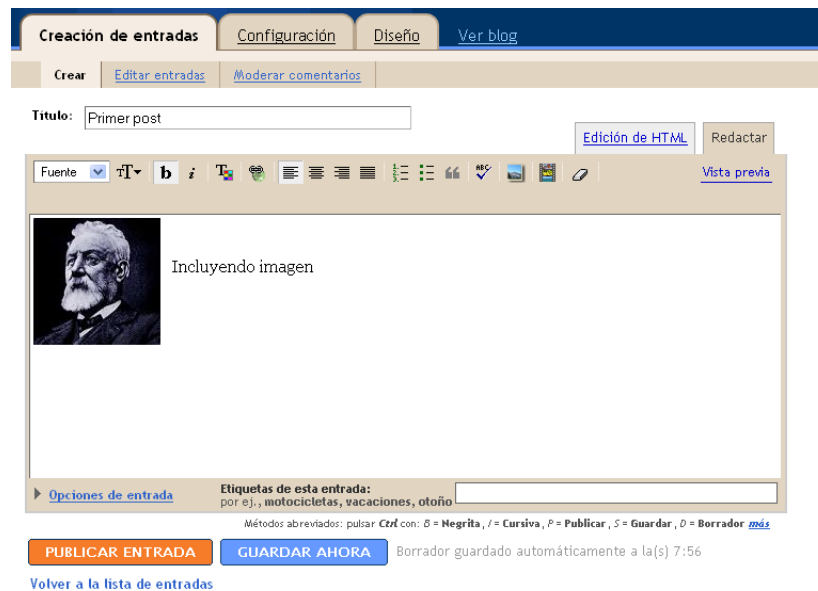 Creación de entradas Configuración Diseño Ver blog
Crear Editar entradas Moderar comentarios
Título: Primer post
Edición de HTML Redactar
Fuente T b i T ABC Vista previa
Incluyendo imagen
Opciones de entrada Etiquetas de esta entrada:
por ej., motocicletas, vacaciones, otoño
Métodos abreviados: pulsar Ctrl con: B = Negrita, I = Cursiva, P = Publicar, S = Guardar, D = Borrador más
PUBLICAR ENTRADA GUARDAR AHORA Borrador guardado automáticamente a la(s) 7:56
Volver a la lista de entradas